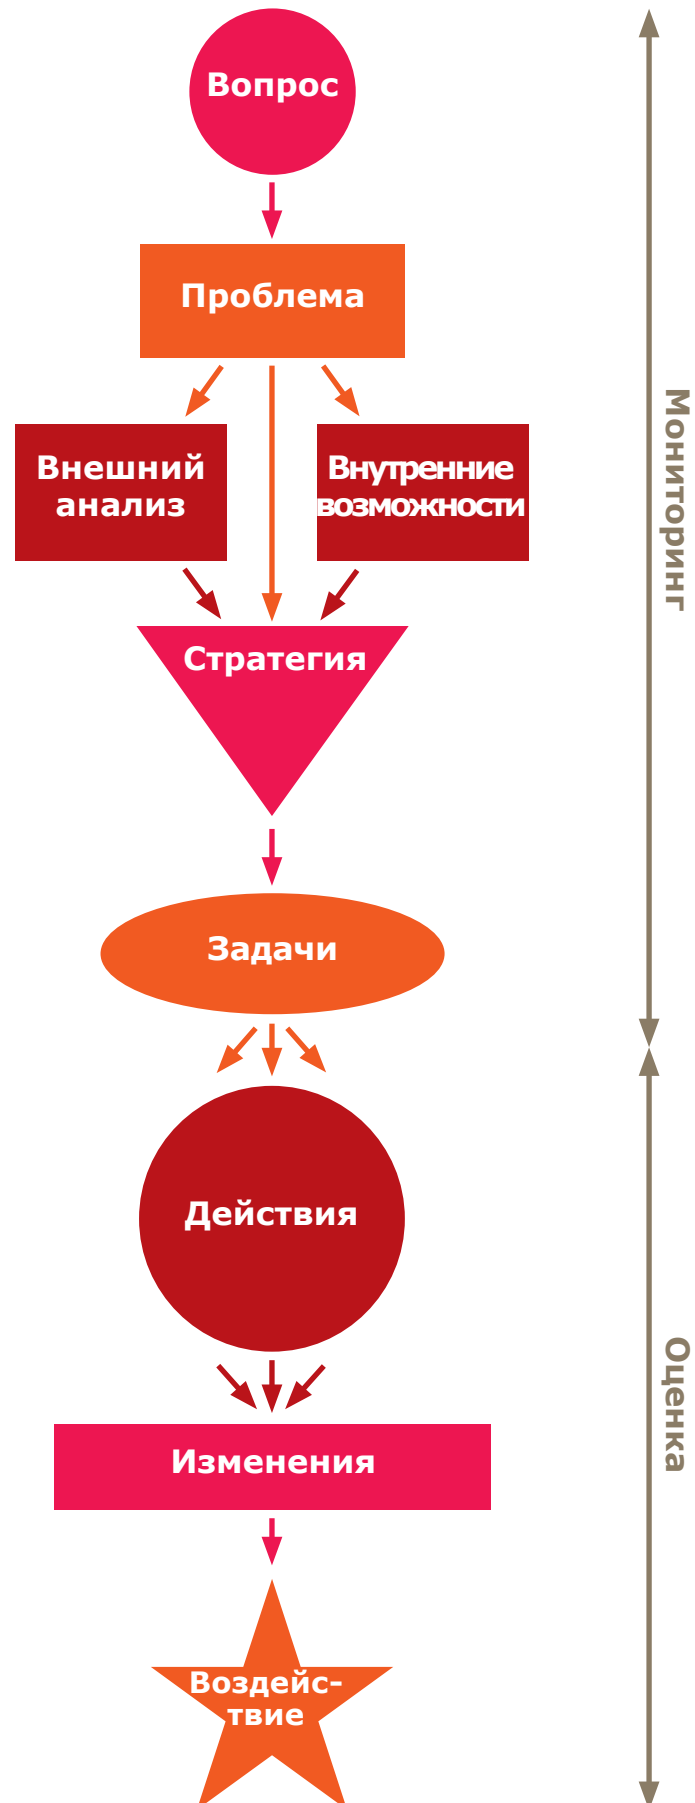 Вопрос
Проблема
Внешний
анализ
Внутренние
возможности
Стратегия
Задачи
Действия
Изменения
Воздейс-
твие
Мониторинг
Оценка